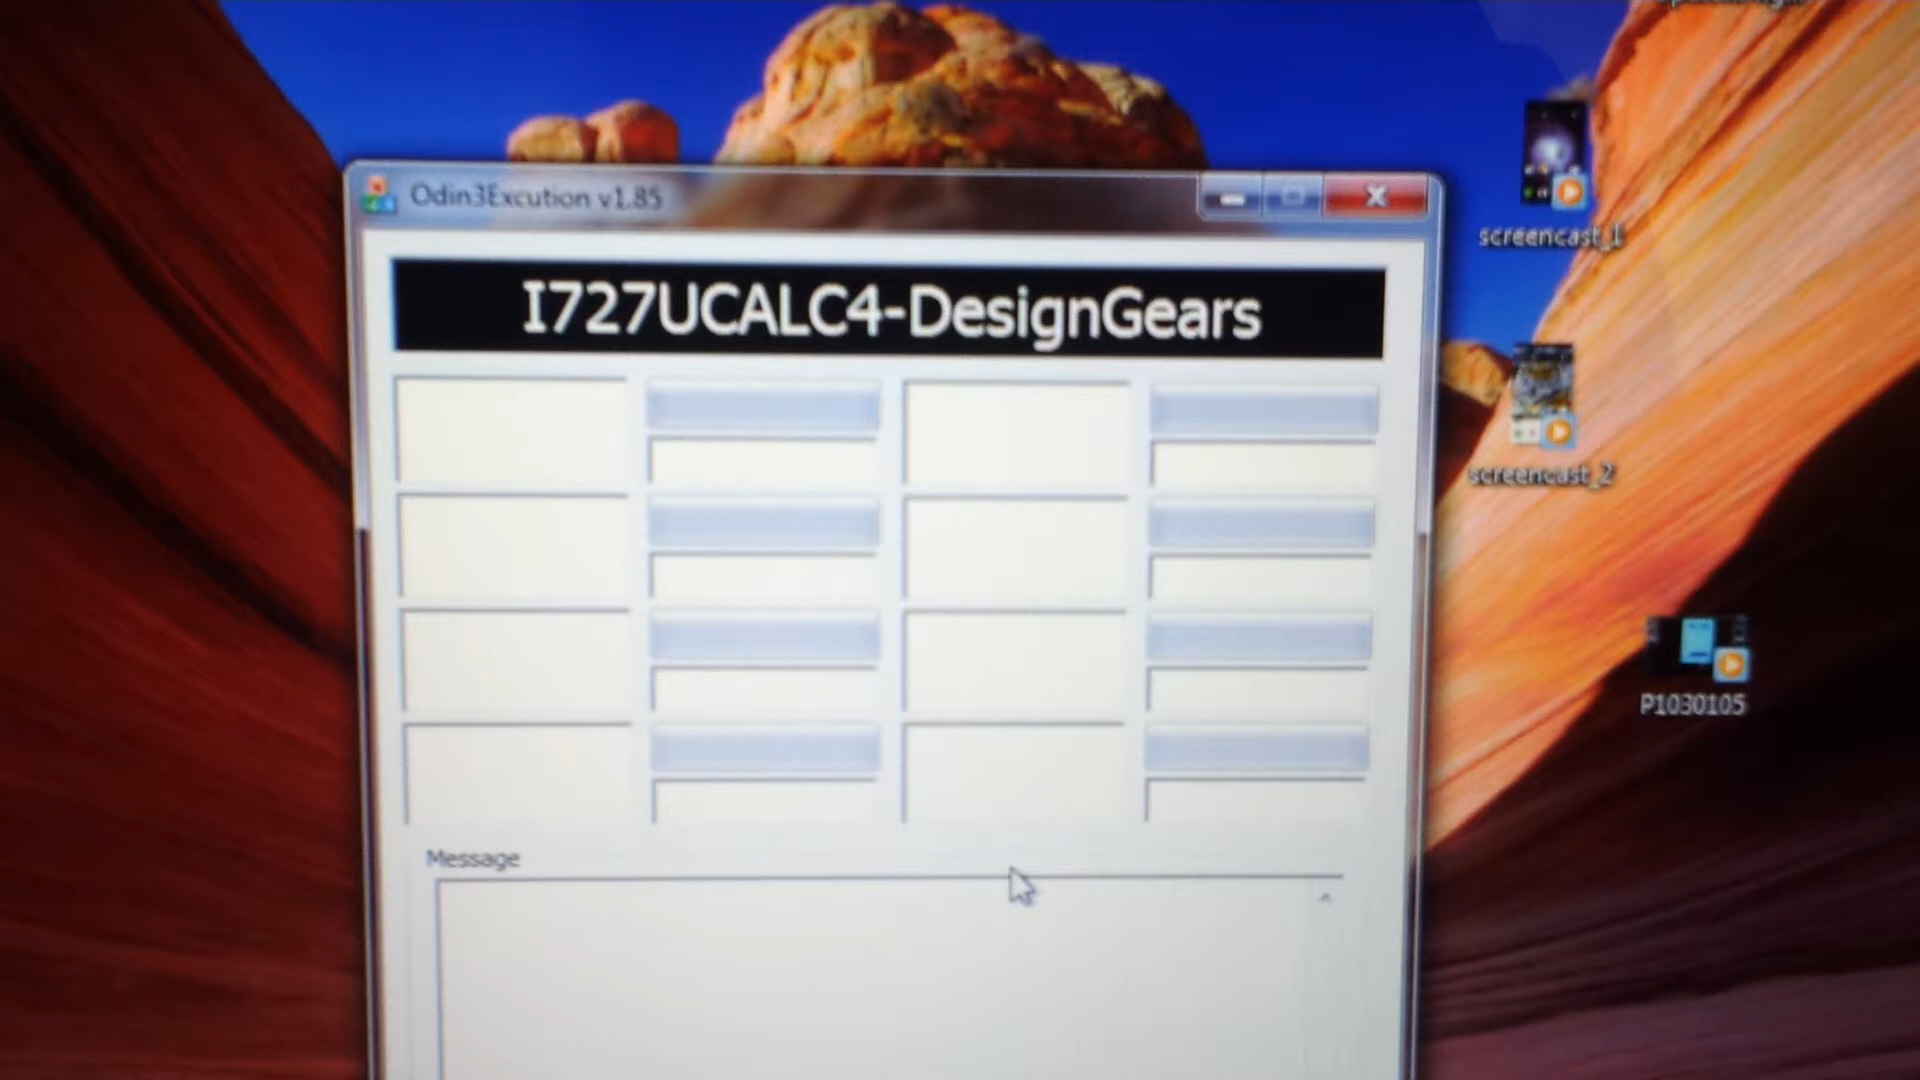 Odin3Excution v1.85
I727UCALC4-DesignGears
screencast_1
screencast_2
P1030105
Message